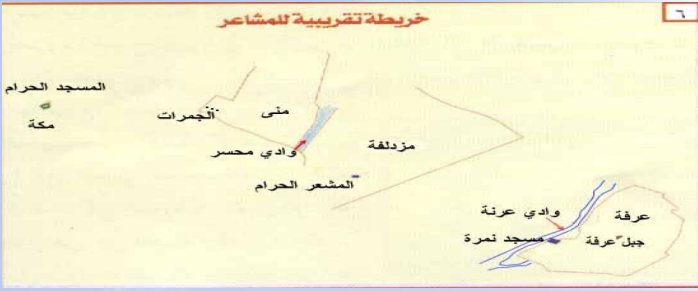 ٦
خريطة تقريبية للمشاعر
المسجد الحرام
مكة
الجمرات
منى
وادي محسر
مزدلفة
المشعر الحرام
وادي عرنة
عرفة
مسجد نمرة
جبل عرفة